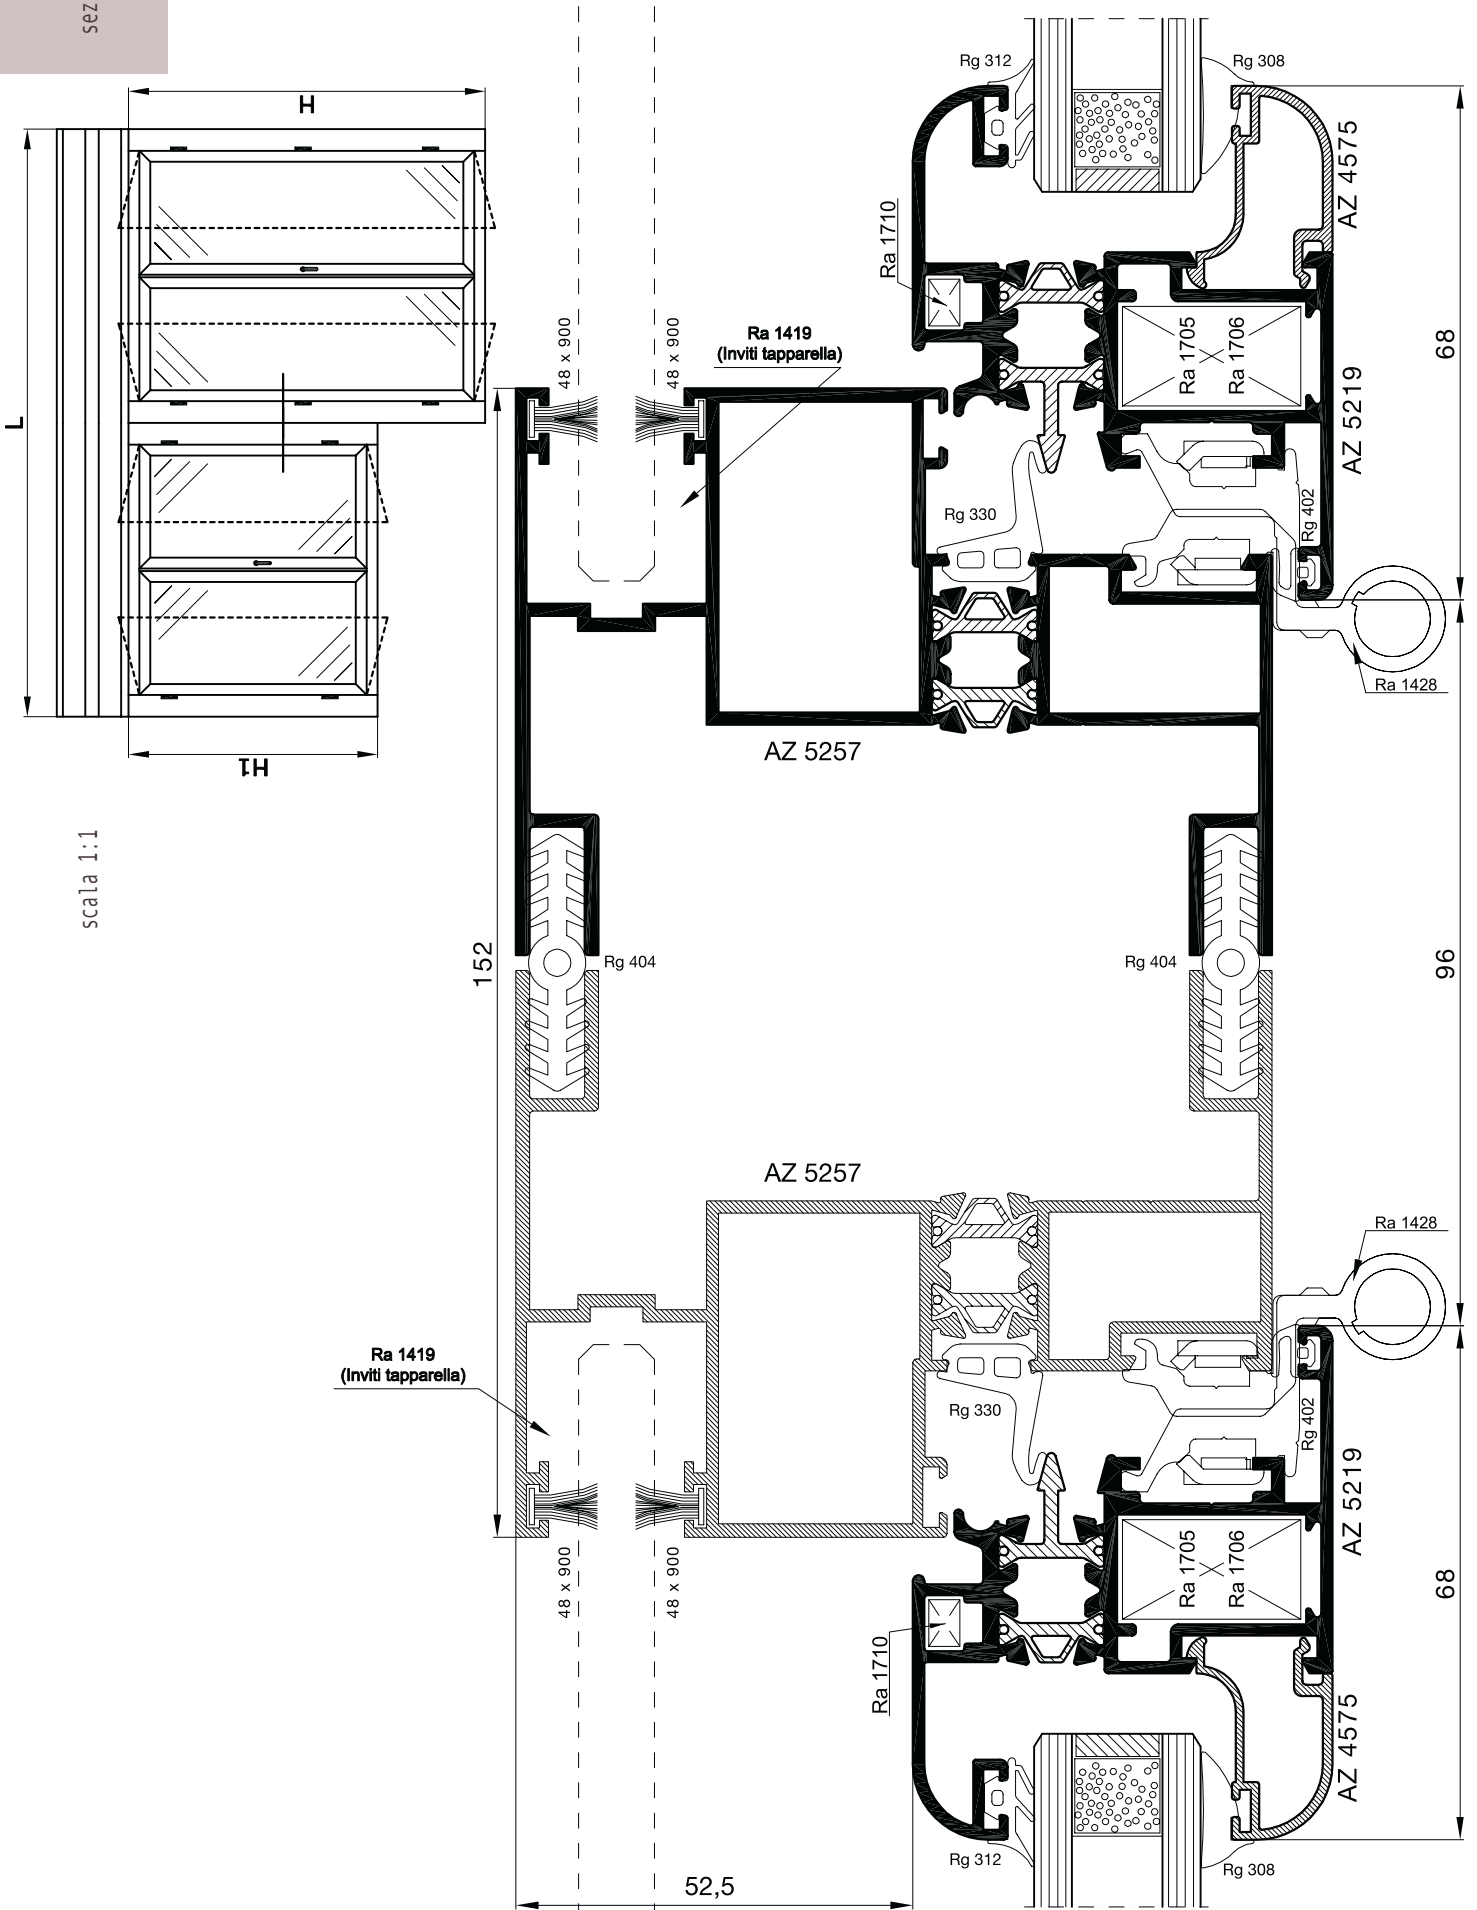 sez
H
L
H1
scala 1:1
Rg 312
Rg 308
AZ 4575
Ra 1710
48 x 900
48 x 900
Ra 1419
(Inviti tapparella)
Ra 1705
Ra 1706
68
AZ 5219
Rg 330
Rg 402
Ra 1428
AZ 5257
152
Rg 404
Rg 404
96
AZ 5257
Ra 1428
Ra 1419
(Inviti tapparella)
Rg 330
Rg 402
AZ 5219
48 x 900
48 x 900
Ra 1705
Ra 1706
68
Ra 1710
AZ 4575
Rg 312
Rg 308
52,5